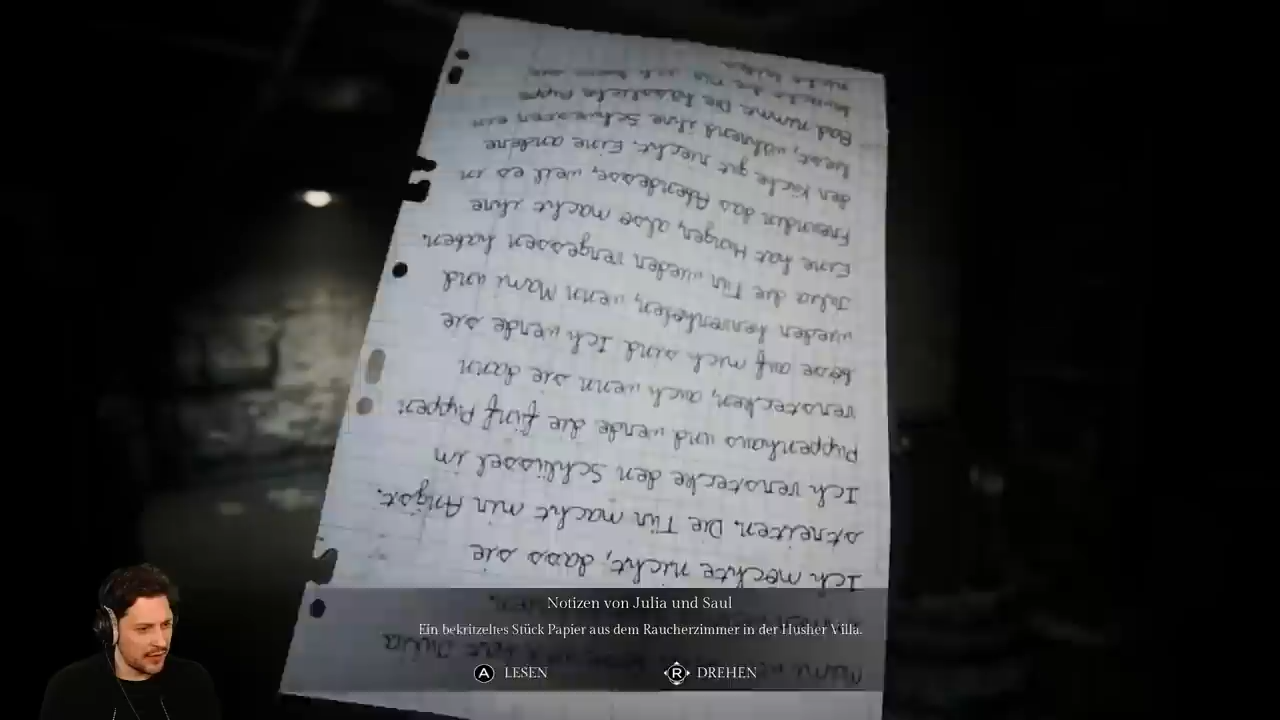 Julia
Ich möchte nicht, dass sie
streiten. Die Tür macht mir Angst.
Ich verstecke den Schlüssel im
Puppenhaus und werde die fünf Puppen
verstecken, auch wenn sie dann
böse auf mich sind. Ich werde sie
wieder hervorholen, wenn Mami und
Julia die Tür wieder vergessen haben.
Eine hat Hunger, also macht ihre
Freundin das Abendesse, weil es in
der Küche gut riecht. Eine andere
liest, während ihre Schwester ein
Bad nimmt. Die hässliche Puppe
Notizen von Julia und Saul
Ein bekritzeltes Stück Papier aus dem Raucherzimmer in der Husher Villa.
A LESEN R DREHEN